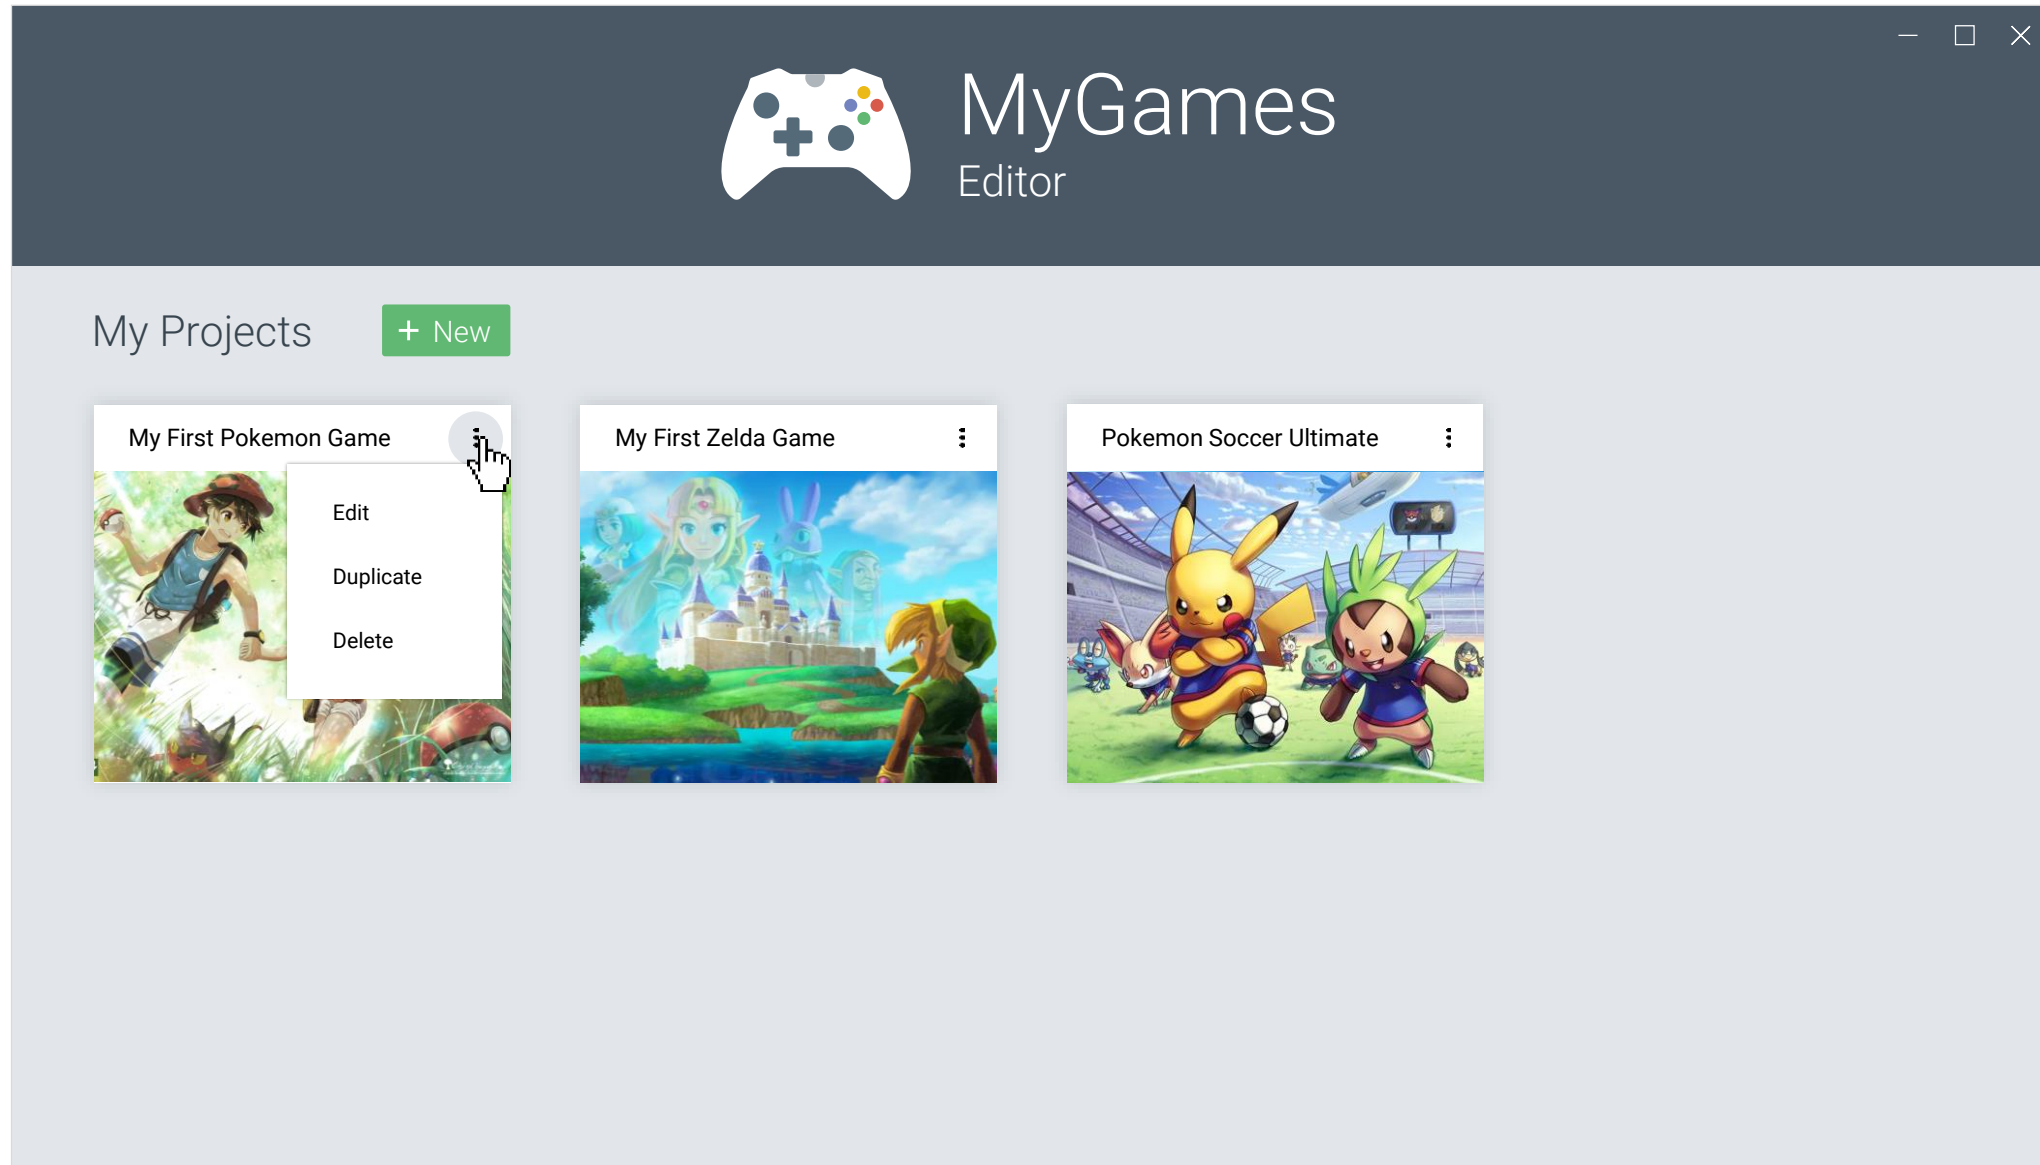 MyGames
Editor
My Projects
+ New
My First Pokemon Game
My First Zelda Game
Pokemon Soccer Ultimate
Edit
Duplicate
Delete